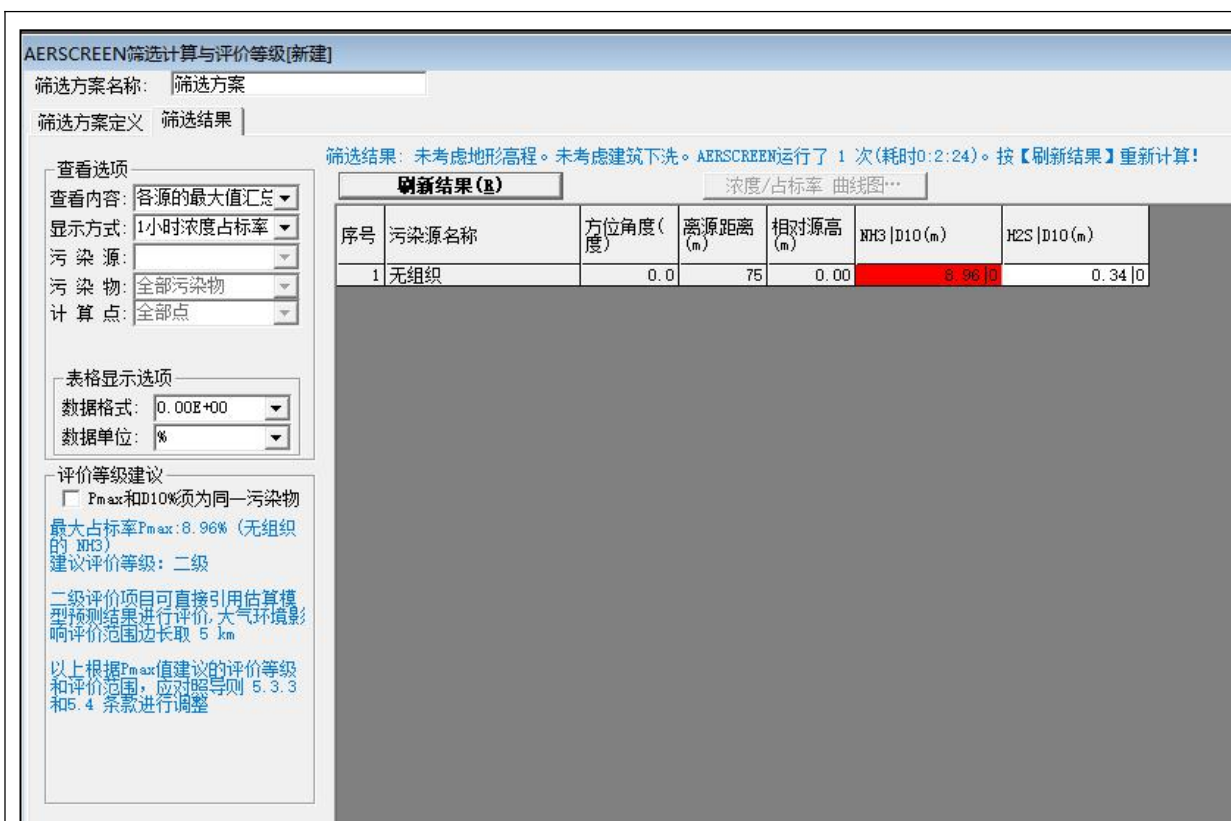 AERSCREEN筛选计算与评价等级[新建]
筛选方案名称: 筛选方案
筛选方案定义 筛选结果
筛选结果: 未考虑地形高程。未考虑建筑下洗。AERSCREEN运行了 1 次(耗时0:2:24)。按【刷新结果】重新计算!
刷新结果(R) 浓度/占标率 曲线图…
查看选项
查看内容: 各源的最大值汇总
显示方式: 1小时浓度占标率
污 染 源:
污 染 物: 全部污染物
计 算 点: 全部点
表格显示选项
数据格式: 0.00E+00
数据单位: %
评价等级建议
Pmax和D10%须为同一污染物
最大占标率Pmax:8.96% (无组织
的 NH3)
建议评价等级: 二级
二级评价项目可直接引用估算模
型预测结果进行评价,大气环境影
响评价范围边长取 5 km
以上根据Pmax值建议的评价等级
和评价范围, 应对照导则 5.3.3
和5.4 条款进行调整
序号 污染源名称 方位角度(度) 离源距离(m) 相对源高(m) NH3|D10(m) H2S|D10(m)
1 无组织 0.0 75 0.00 8.96|0 0.34|0